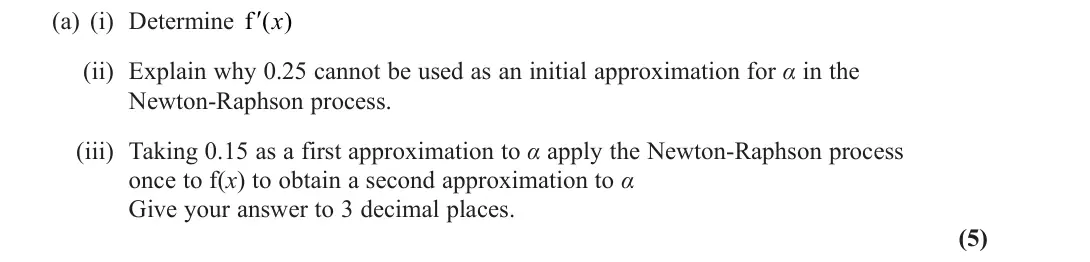 (a) (i) Determine f′(x)
(ii) Explain why 0.25 cannot be used as an initial approximation for α in the
Newton-Raphson process.
(iii) Taking 0.15 as a first approximation to α apply the Newton-Raphson process
once to f(x) to obtain a second approximation to α
Give your answer to 3 decimal places.
(5)